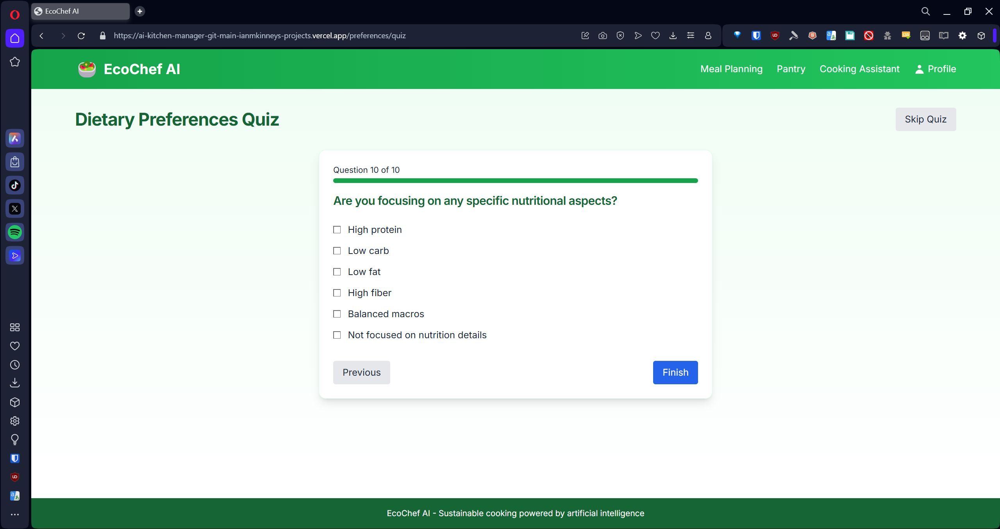 EcoChef AI
https://ai-kitchen-manager-git-main-ianmkinneys-projects.vercel.app/preferences/quiz
EcoChef AI
Meal Planning
Pantry
Cooking Assistant
Profile
Dietary Preferences Quiz
Skip Quiz
Question 10 of 10
Are you focusing on any specific nutritional aspects?
High protein
Low carb
Low fat
High fiber
Balanced macros
Not focused on nutrition details
Previous
Finish
EcoChef AI - Sustainable cooking powered by artificial intelligence